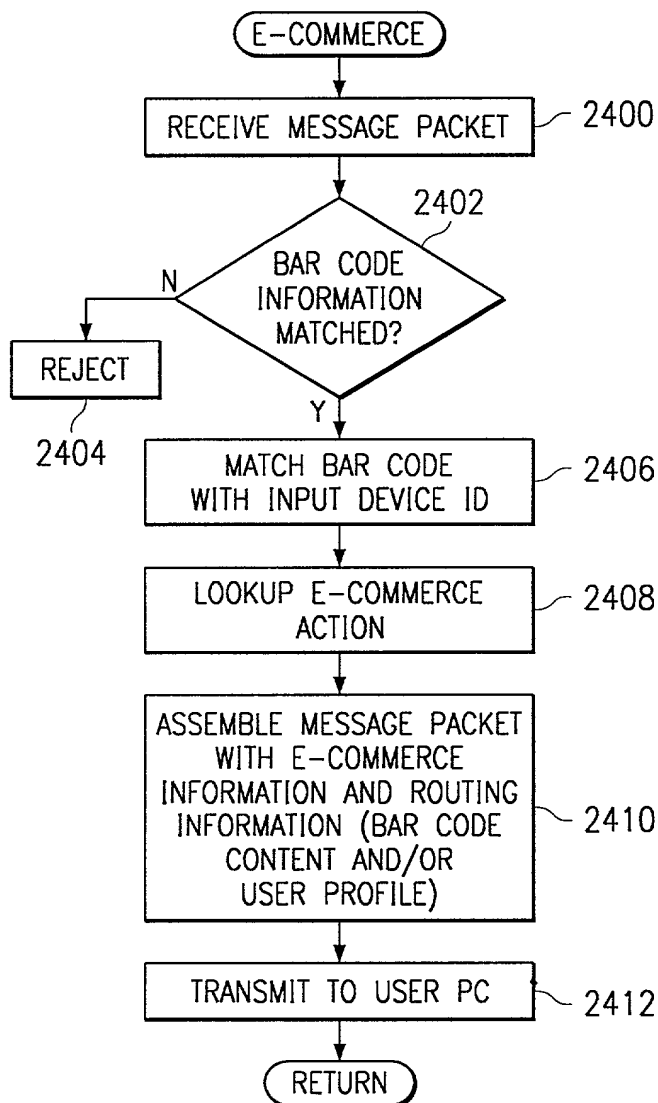 E-COMMERCE
RECEIVE MESSAGE PACKET
2400
2402
BAR CODE
INFORMATION
MATCHED?
N
REJECT
2404
Y
MATCH BAR CODE
WITH INPUT DEVICE ID
2406
LOOKUP E-COMMERCE
ACTION
2408
ASSEMBLE MESSAGE PACKET
WITH E-COMMERCE
INFORMATION AND ROUTING
INFORMATION (BAR CODE
CONTENT AND/OR
USER PROFILE)
2410
TRANSMIT TO USER PC
2412
RETURN